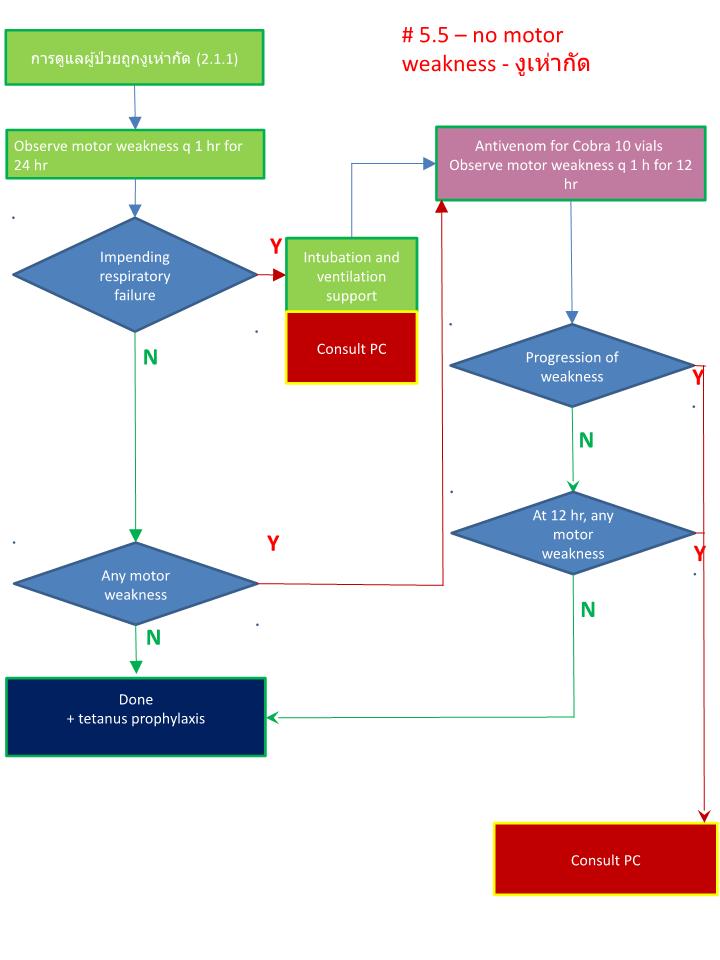 # 5.5 – no motor
weakness - งูเห่ากัด
การดูแลผู้ป่วยถูกงูเห่ากัด (2.1.1)
Observe motor weakness q 1 hr for
24 hr
Antivenom for Cobra 10 vials
Observe motor weakness q 1 h for 12
hr
Impending
respiratory
failure
Y
Intubation and
ventilation
support
Consult PC
N
Progression of
weakness
Y
N
At 12 hr, any
motor
weakness
Y
N
Any motor
weakness
Y
N
Done
+ tetanus prophylaxis
Consult PC